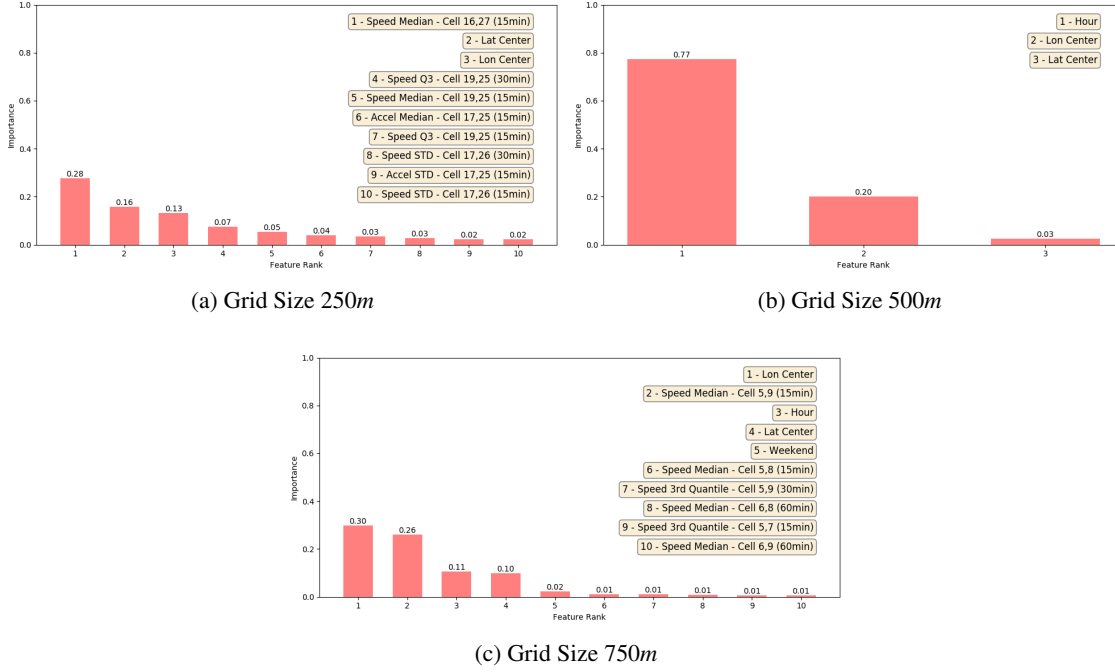 1.0
0.8
0.6
0.4
0.2
0.0
Importance
1 - Speed Median - Cell 16,27 (15min)
2 - Lat Center
3 - Lon Center
4 - Speed Q3 - Cell 19,25 (30min)
5 - Speed Median - Cell 19,25 (15min)
6 - Accel Median - Cell 17,25 (15min)
7 - Speed Q3 - Cell 19,25 (15min)
8 - Speed STD - Cell 17,26 (30min)
9 - Accel STD - Cell 17,25 (15min)
10 - Speed STD - Cell 17,26 (15min)
0.28 0.16 0.13 0.07 0.05 0.04 0.03 0.03 0.02 0.02
1 2 3 4 5 6 7 8 9 10
Feature Rank
(a) Grid Size 250m
1.0
0.8
0.6
0.4
0.2
0.0
Importance
1 - Hour
2 - Lon Center
3 - Lat Center
0.77 0.20 0.03
1 2 3
Feature Rank
(b) Grid Size 500m
1.0
0.8
0.6
0.4
0.2
0.0
Importance
1 - Lon Center
2 - Speed Median - Cell 5,9 (15min)
3 - Hour
4 - Lat Center
5 - Weekend
6 - Speed Median - Cell 5,8 (15min)
7 - Speed 3rd Quantile - Cell 5,9 (30min)
8 - Speed Median - Cell 6,8 (60min)
9 - Speed 3rd Quantile - Cell 5,7 (15min)
10 - Speed Median - Cell 6,9 (60min)
0.30 0.26 0.11 0.10 0.02 0.01 0.01 0.01 0.01 0.01
1 2 3 4 5 6 7 8 9 10
Feature Rank
(c) Grid Size 750m